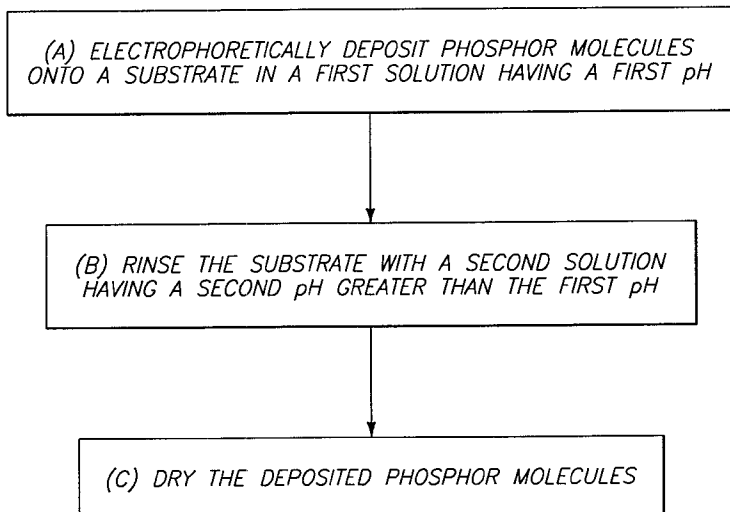 (A) ELECTROPHORETICALLY DEPOSIT PHOSPHOR MOLECULES
ONTO A SUBSTRATE IN A FIRST SOLUTION HAVING A FIRST pH
(B) RINSE THE SUBSTRATE WITH A SECOND SOLUTION
HAVING A SECOND pH GREATER THAN THE FIRST pH
(C) DRY THE DEPOSITED PHOSPHOR MOLECULES